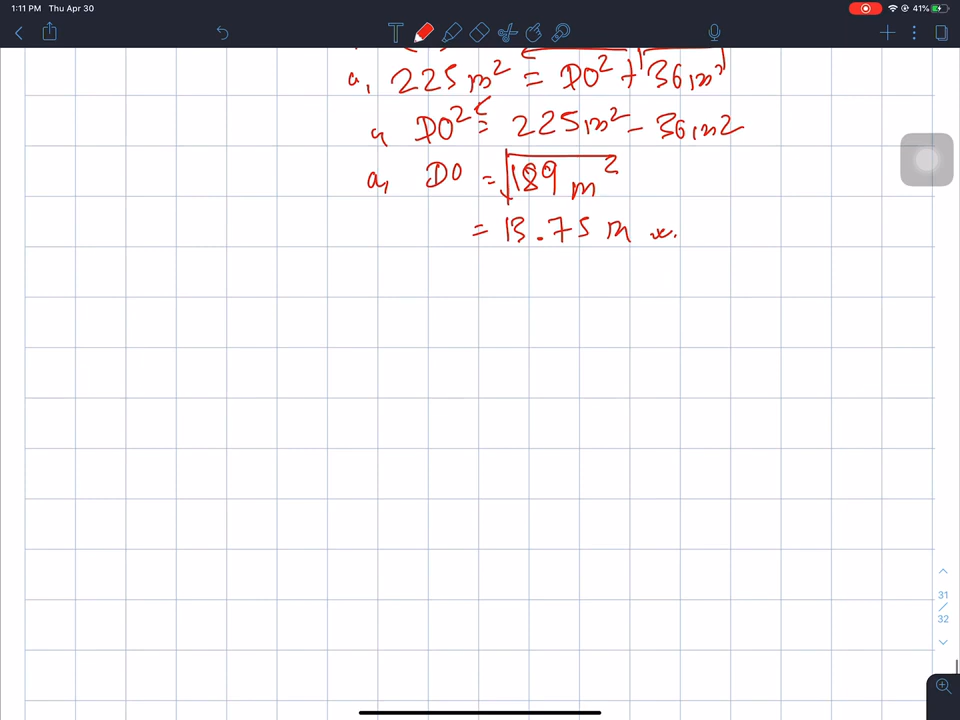 1:11 PM Thu Apr 30
41%
a, 225 m² = DO² + 36 m²
a, DO² = 225 m² - 36 m2
a, DO = √189 m²
= 13.75 m
31
/
32